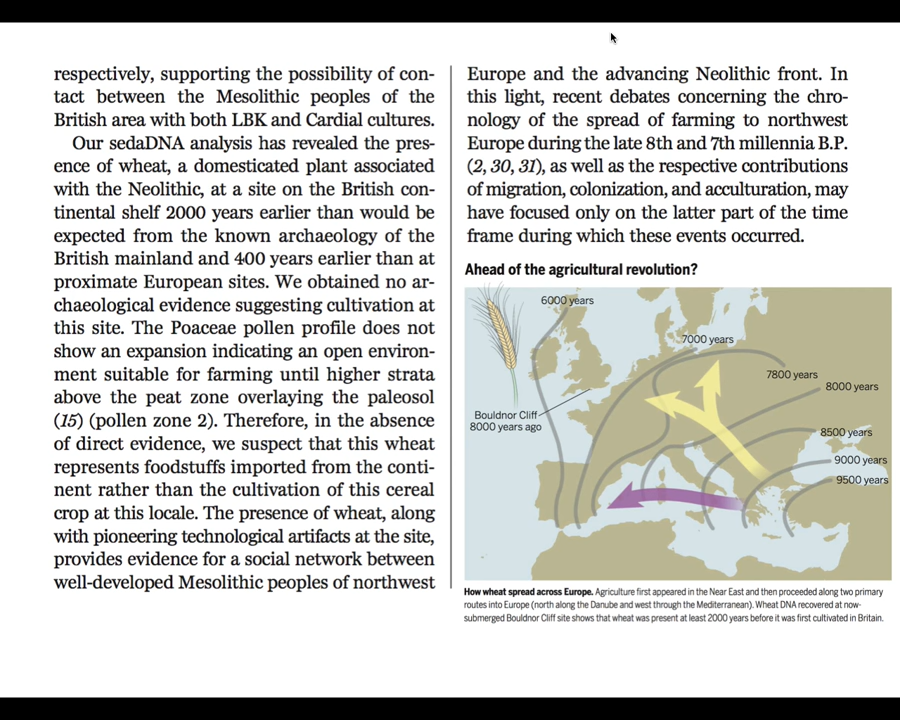 respectively, supporting the possibility of con-
tact between the Mesolithic peoples of the
British area with both LBK and Cardial cultures.
Our sedaDNA analysis has revealed the pres-
ence of wheat, a domesticated plant associated
with the Neolithic, at a site on the British con-
tinental shelf 2000 years earlier than would be
expected from the known archaeology of the
British mainland and 400 years earlier than at
proximate European sites. We obtained no ar-
chaeological evidence suggesting cultivation at
this site. The Poaceae pollen profile does not
show an expansion indicating an open environ-
ment suitable for farming until higher strata
above the peat zone overlaying the paleosol
(15) (pollen zone 2). Therefore, in the absence
of direct evidence, we suspect that this wheat
represents foodstuffs imported from the conti-
nent rather than the cultivation of this cereal
crop at this locale. The presence of wheat, along
with pioneering technological artifacts at the site,
provides evidence for a social network between
well-developed Mesolithic peoples of northwest
Europe and the advancing Neolithic front. In
this light, recent debates concerning the chro-
nology of the spread of farming to northwest
Europe during the late 8th and 7th millennia B.P.
(2, 30, 31), as well as the respective contributions
of migration, colonization, and acculturation, may
have focused only on the latter part of the time
frame during which these events occurred.
Ahead of the agricultural revolution?
6000 years
7000 years
7800 years
8000 years
Bouldnor Cliff
8000 years ago
8500 years
9000 years
9500 years
How wheat spread across Europe. Agriculture first appeared in the Near East and then proceeded along two primary
routes into Europe (north along the Danube and west through the Mediterranean). Wheat DNA recovered at now-
submerged Bouldnor Cliff site shows that wheat was present at least 2000 years before it was first cultivated in Britain.